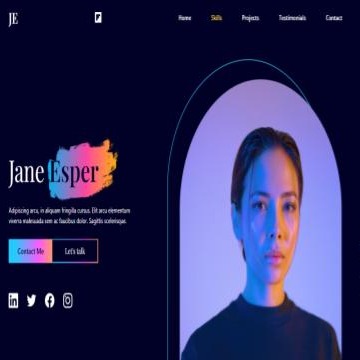 JE
Home Skills Projects Testimonials Contact
Jane Esper
Adipiscing arcu, in aliquam fringilla cursus. Elit arcu elementum
viverra malesuada sem ac faucibus dolor. Sagittis scelerisque.
Contact Me Let's talk